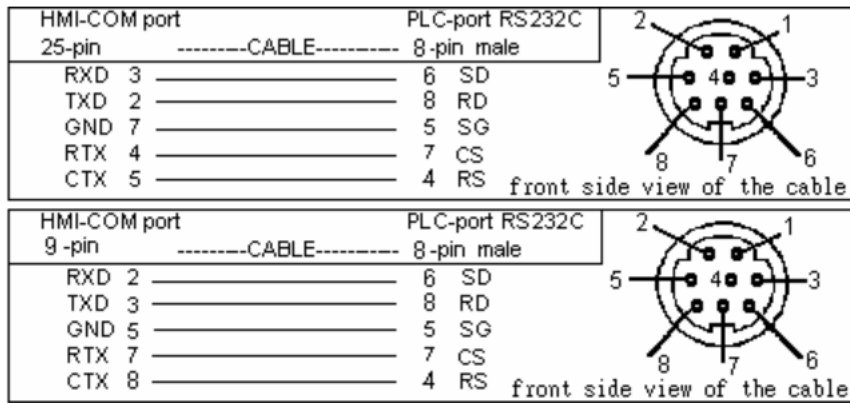 HMI-COM port PLC-port RS232C
25-pin ---------CABLE----------- 8-pin male
RXD 3 6 SD
TXD 2 8 RD
GND 7 5 SG
RTX 4 7 CS
CTX 5 4 RS
2 1
5 4 3
8 7 6
front side view of the cable
HMI-COM port PLC-port RS232C
9 -pin ---------CABLE----------- 8-pin male
RXD 2 6 SD
TXD 3 8 RD
GND 5 5 SG
RTX 7 7 CS
CTX 8 4 RS
2 1
5 4 3
8 7 6
front side view of the cable